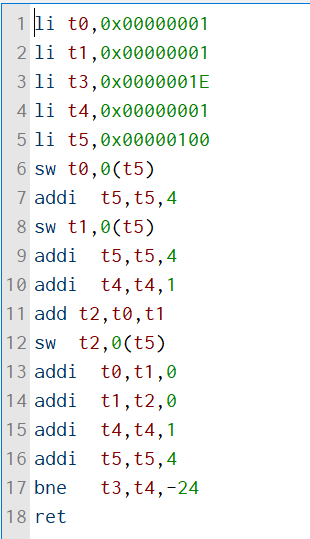 1 li t0,0x00000001
2 li t1,0x00000001
3 li t3,0x0000001E
4 li t4,0x00000001
5 li t5,0x00000100
6 sw t0,0(t5)
7 addi  t5,t5,4
8 sw t1,0(t5)
9 addi  t5,t5,4
10 addi  t4,t4,1
11 add t2,t0,t1
12 sw  t2,0(t5)
13 addi  t0,t1,0
14 addi  t1,t2,0
15 addi  t4,t4,1
16 addi  t5,t5,4
17 bne   t3,t4,-24
18 ret